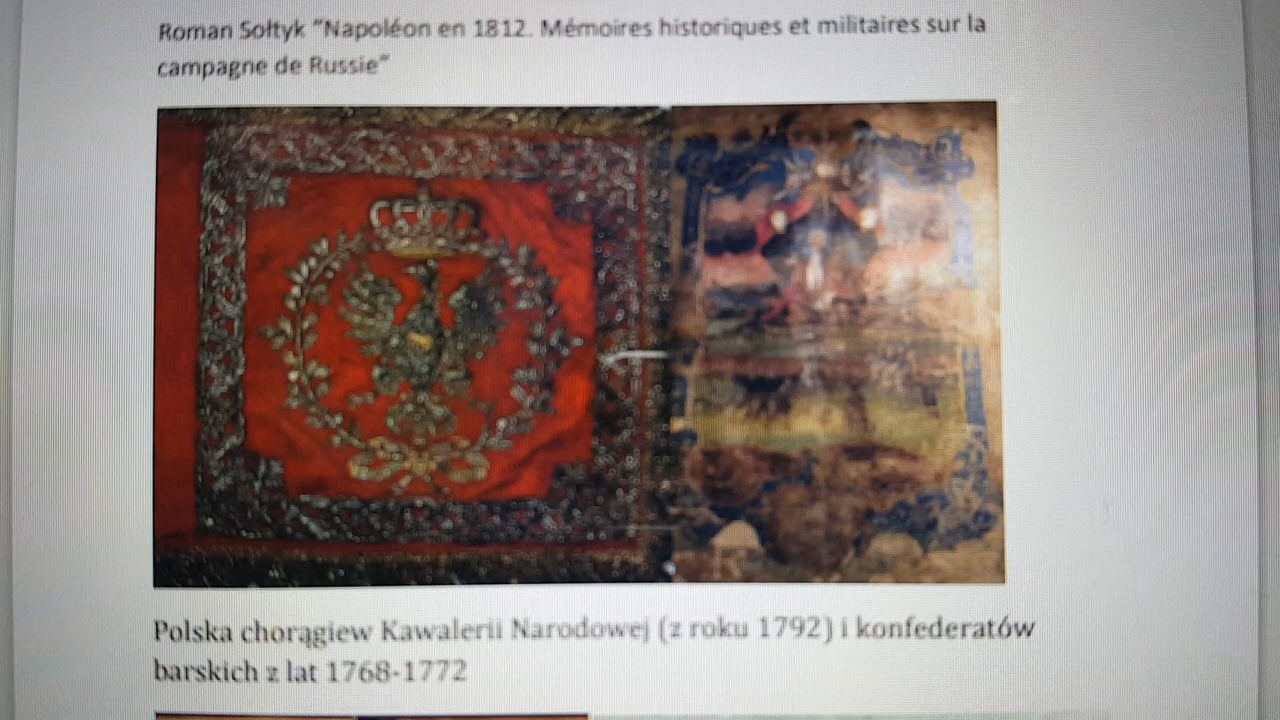 Roman Sołtyk "Napoléon en 1812. Mémoires historiques et militaires sur la
campagne de Russie"
Polska chorągiew Kawalerii Narodowej (z roku 1792) i konfederatów
barskich z lat 1768-1772